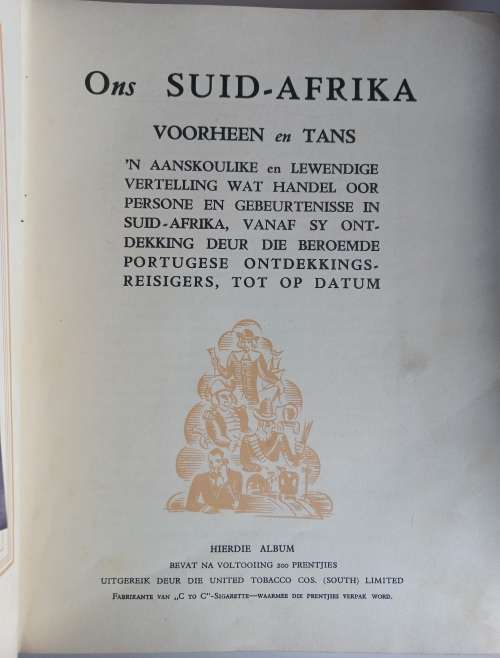 Ons SUID-AFRIKA
VOORHEEN en TANS
'N AANSKOULIKE en LEWENDIGE
VERTELLING WAT HANDEL OOR
PERSONE EN GEBEURTENISSE IN
SUID-AFRIKA, VANAF SY ONT-
DEKKING DEUR DIE BEROEMDE
PORTUGESE ONTDEKKINGS-
REISIGERS, TOT OP DATUM
HIERDIE ALBUM
BEVAT NA VOLTOOIING 200 PRENTJIES
UITGEREIK DEUR DIE UNITED TOBACCO COS. (SOUTH) LIMITED
FABRIKANTE VAN „C TO C"-SIGARETTE—WAARMEE DIE PRENTJIES VERPAK WORD.